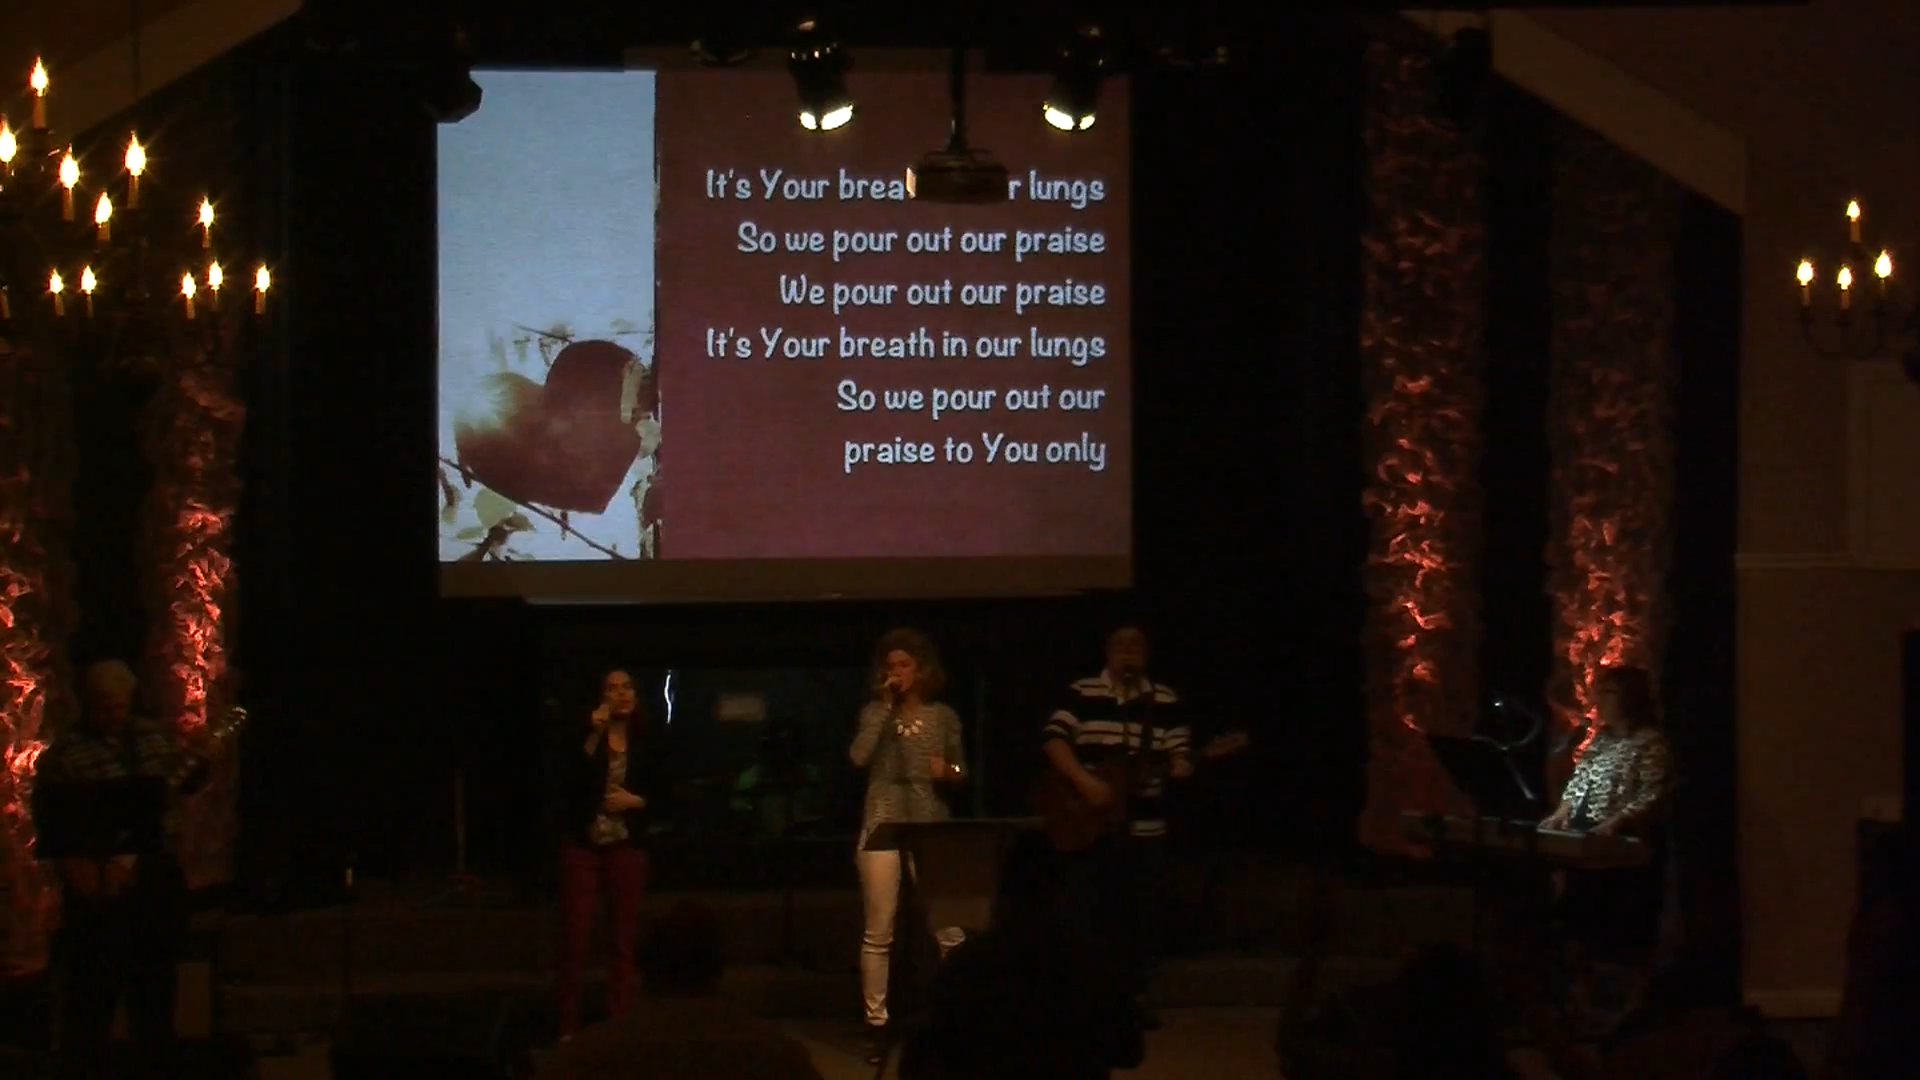 It's Your brea r lungs
So we pour out our praise
We pour out our praise
It's Your breath in our lungs
So we pour out our
praise to You only